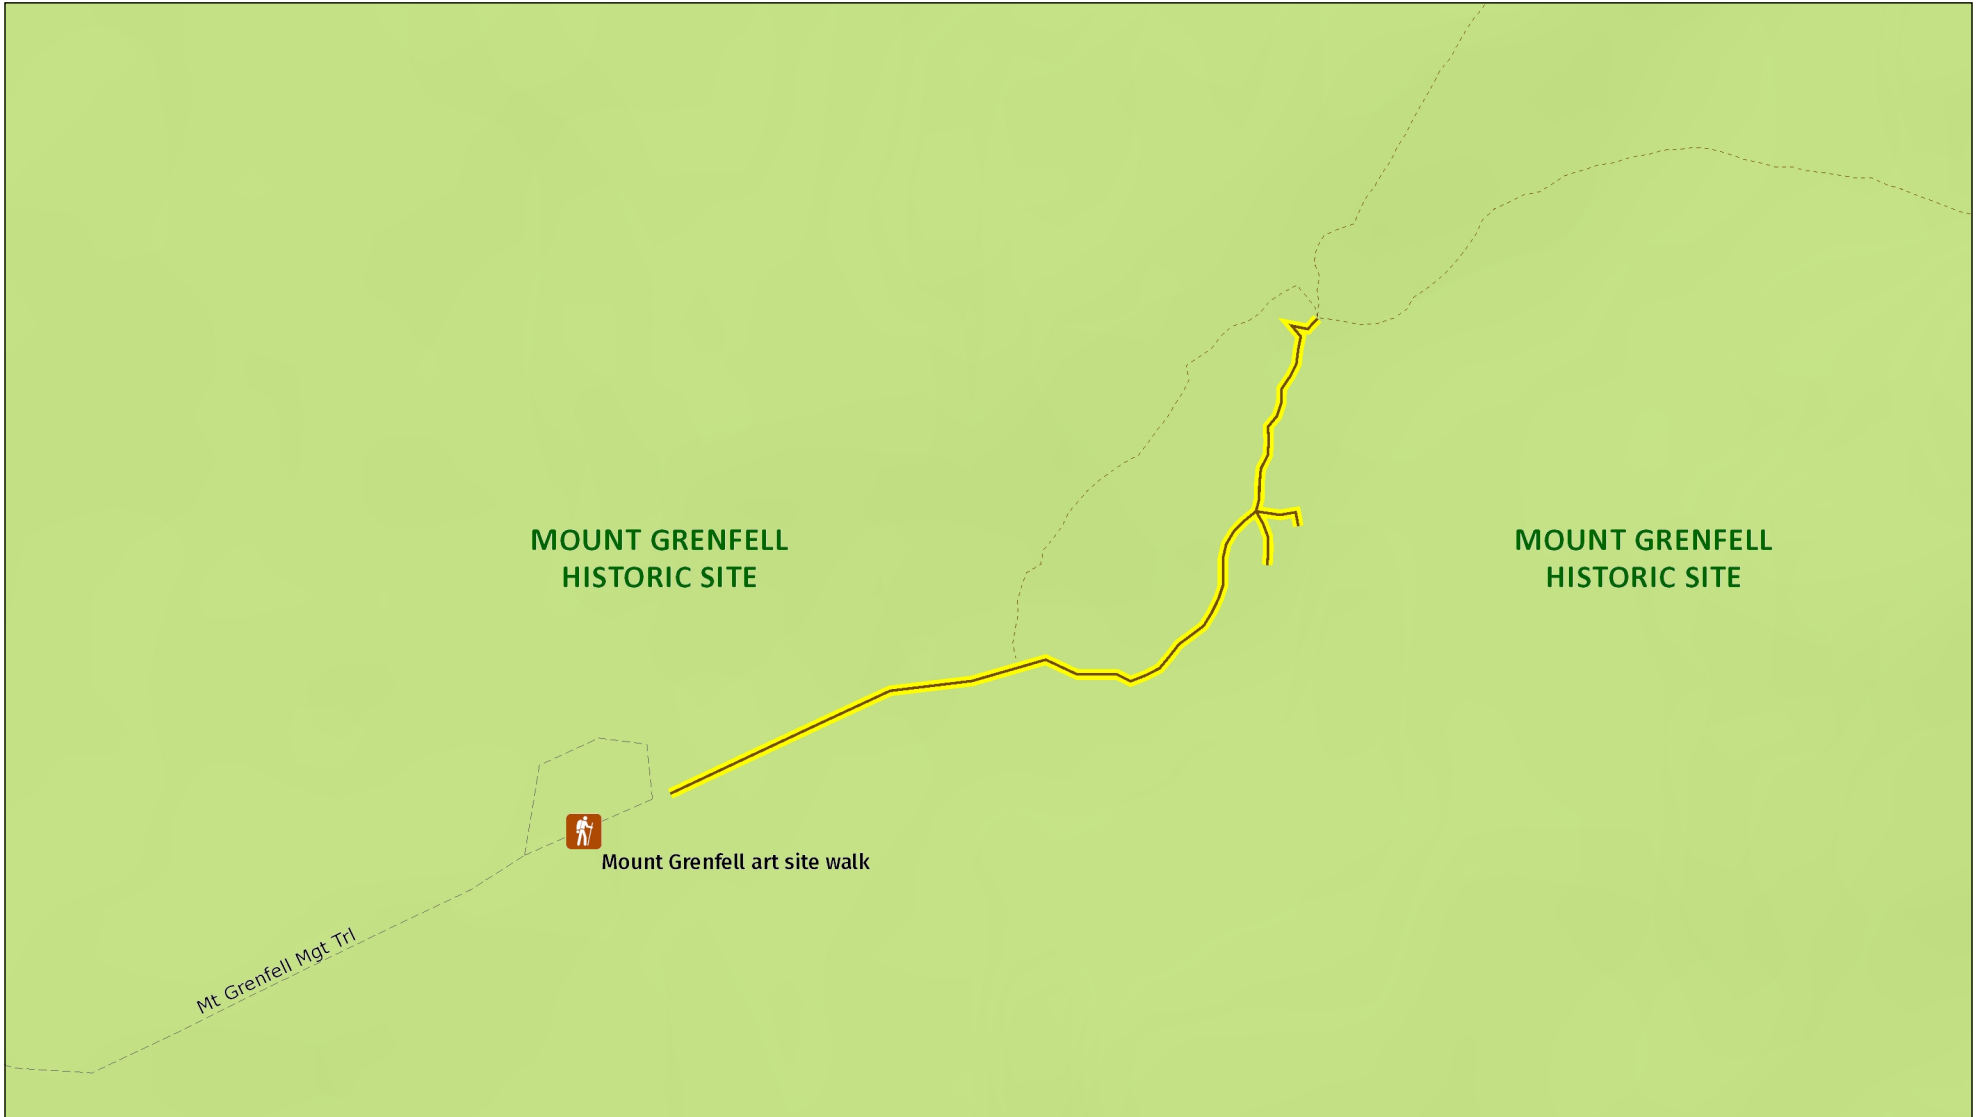 MOUNT GRENFELL
HISTORIC SITE
MOUNT GRENFELL
HISTORIC SITE
Mount Grenfell art site walk
Mt Grenfell Mgt Trl